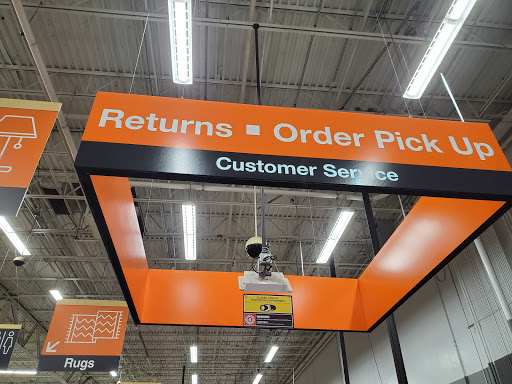 Returns ■ Order Pick Up
Customer Service
Rugs